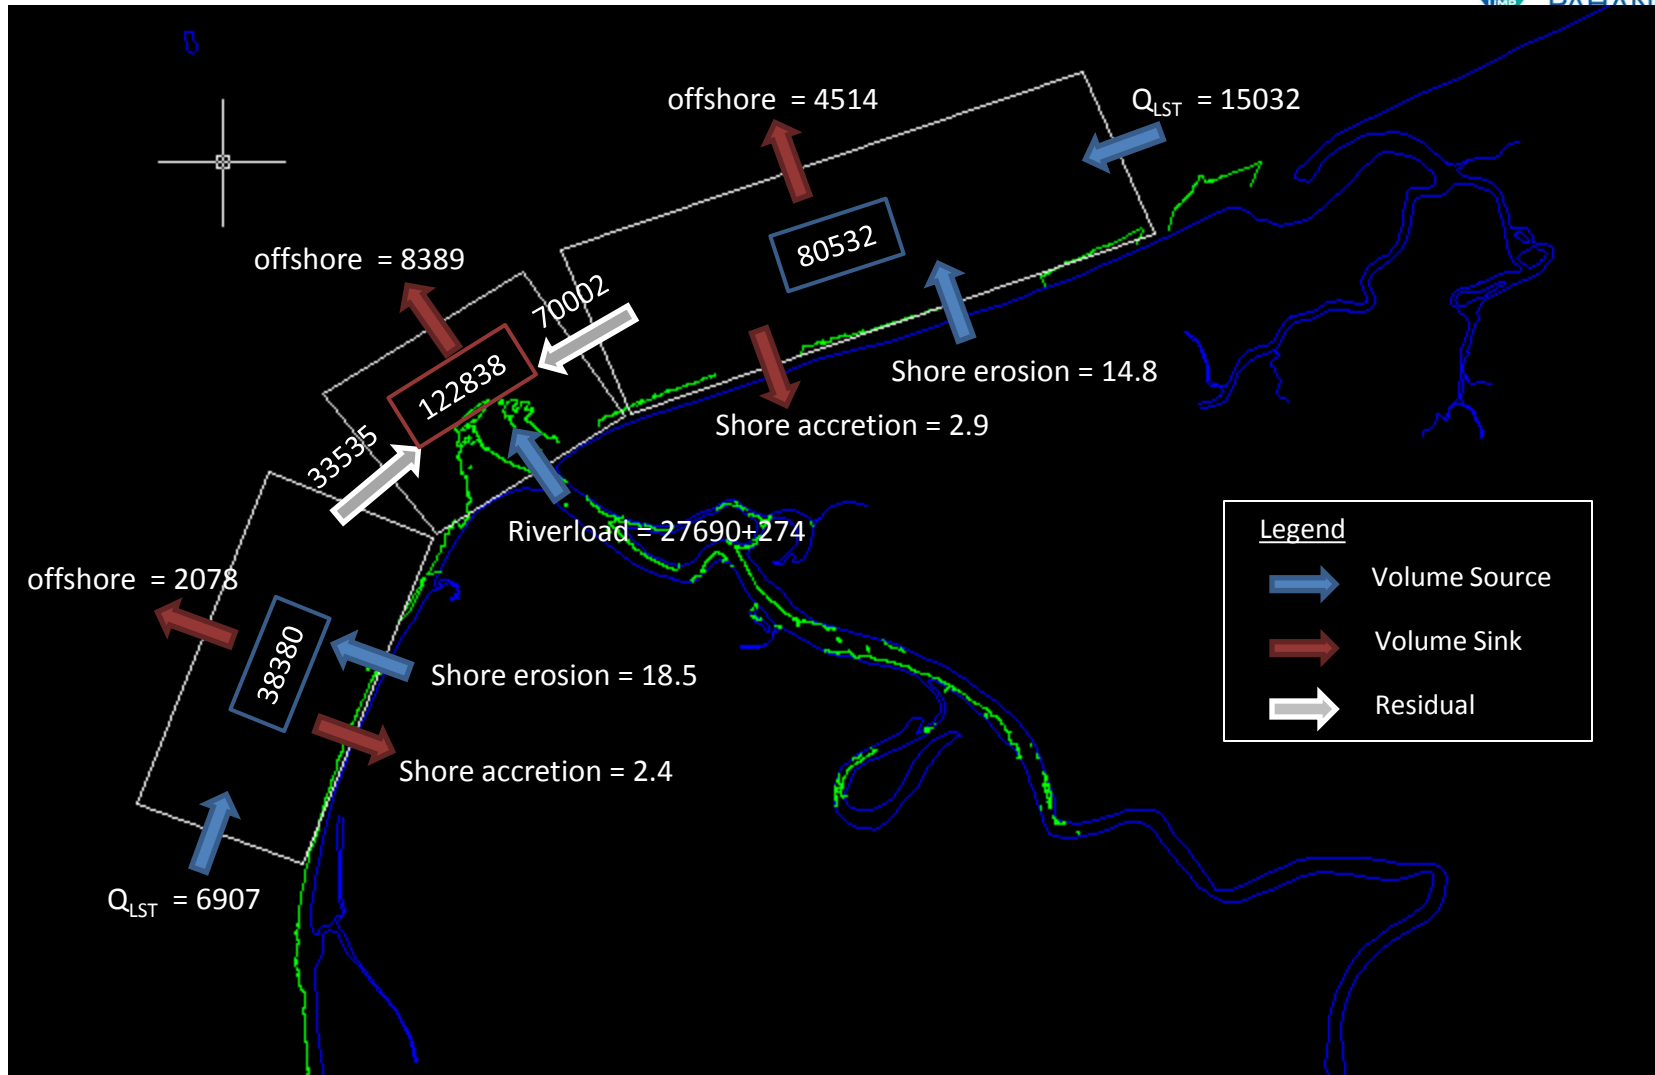 offshore = 4514
Q_LST = 15032
80532
offshore = 8389
70002
122838
Shore erosion = 14.8
Shore accretion = 2.9
33535
Riverload = 27690+274
offshore = 2078
38380
Shore erosion = 18.5
Shore accretion = 2.4
Q_LST = 6907
Legend
Volume Source
Volume Sink
Residual